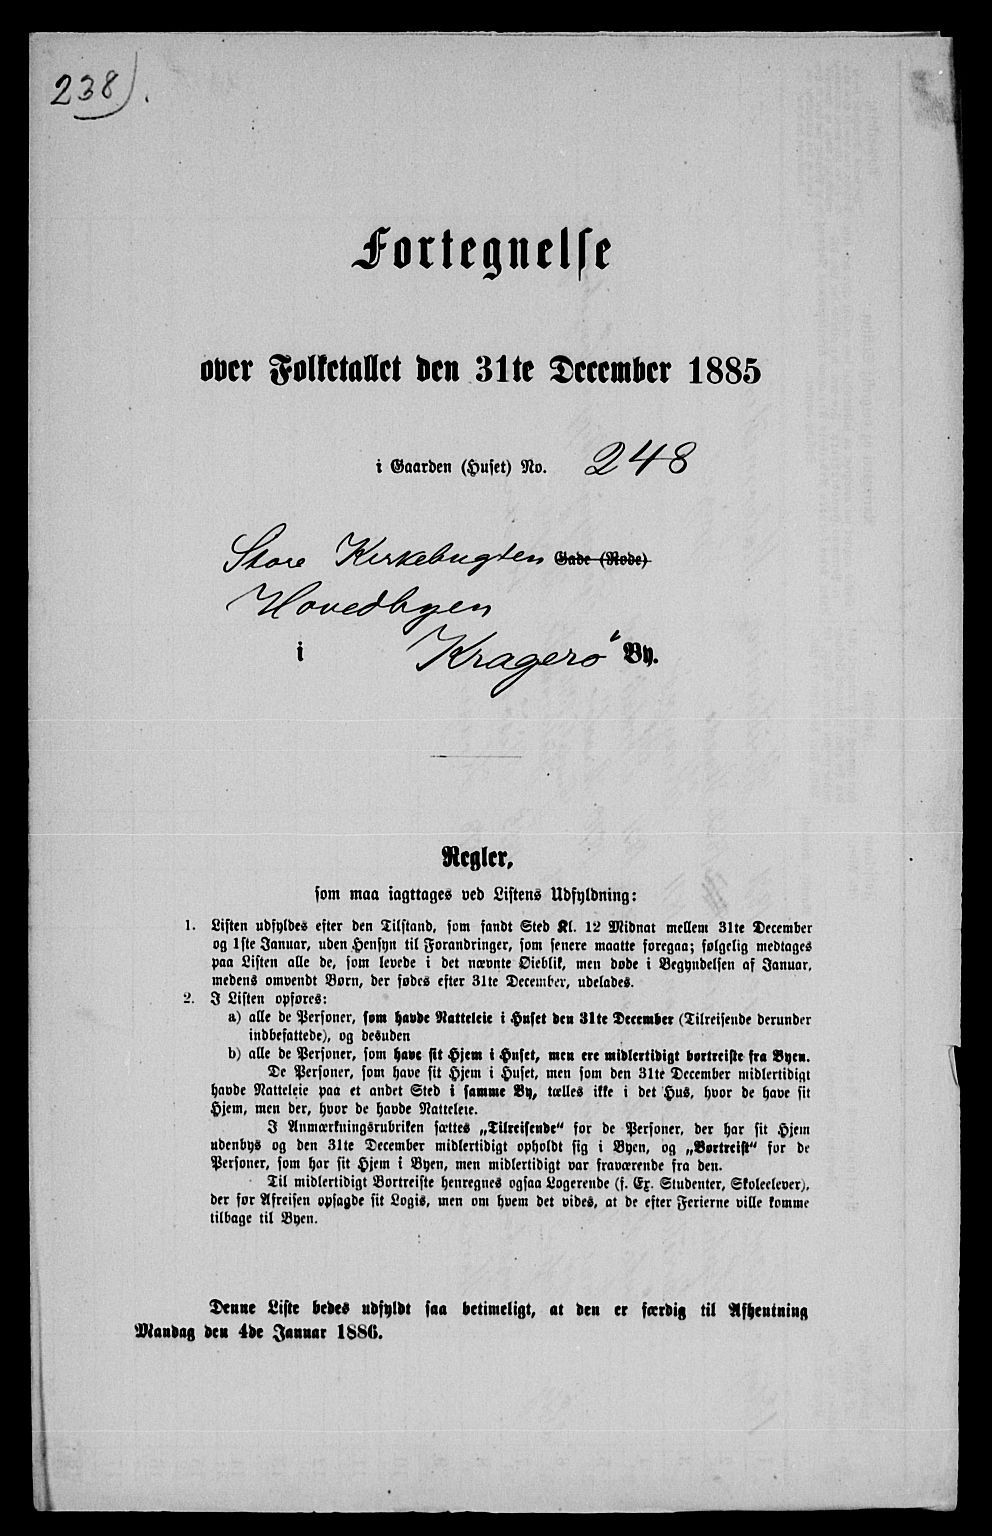 238).
Fortegnelse
over Folketallet den 31te December 1885
i Gaarden (Huset) No. 248
Store Kirkebugten Gade (Rode)
Hovedbyen
i Kragerö By.
Regler,
som maa iagttages ved Listens Udfyldning:
1. Listen udfyldes efter den Tilstand, som fandt Sted Kl. 12 Midnat mellem 31te December
og 1ste Januar, uden Hensyn til Forandringer, som senere maatte foregaa; følgelig medtages
paa Listen alle de, som levede i det nævnte Øieblik, men døde i Begyndelsen af Januar,
medens omvendt Børn, der fødes efter 31te December, udelades.
2. I Listen opføres:
a) alle de Personer, som havde Natteleie i Huset den 31te December (Tilreisende derunder
indbefattede), og desuden
b) alle de Personer, som have sit Hjem i Huset, men ere midlertidigt bortreiste fra Byen.
De Personer, som have sit Hjem i Huset, men som den 31te December midlertidigt
havde Natteleie paa et andet Sted i samme By, tælles ikke i det Hus, hvor de have sit
Hjem, men der, hvor de havde Natteleie.
I Anmærkningsrubriken sættes „Tilreisende“ for de Personer, der har sit Hjem
udenbys og den 31te December midlertidigt opholdt sig i Byen, og „Bortreist“ for de
Personer, som har sit Hjem i Byen, men midlertidigt var fraværende fra den.
Til midlertidigt Bortreiste henregnes ogsaa Logerende (f. Ex. Studenter, Skoleelever),
der før Afreisen opsagde sit Logis, men om hvem det vides, at de efter Ferierne ville komme
tilbage til Byen.
Denne Liste bedes udfyldt saa betimeligt, at den er færdig til Afhentning
Mandag den 4de Januar 1886.